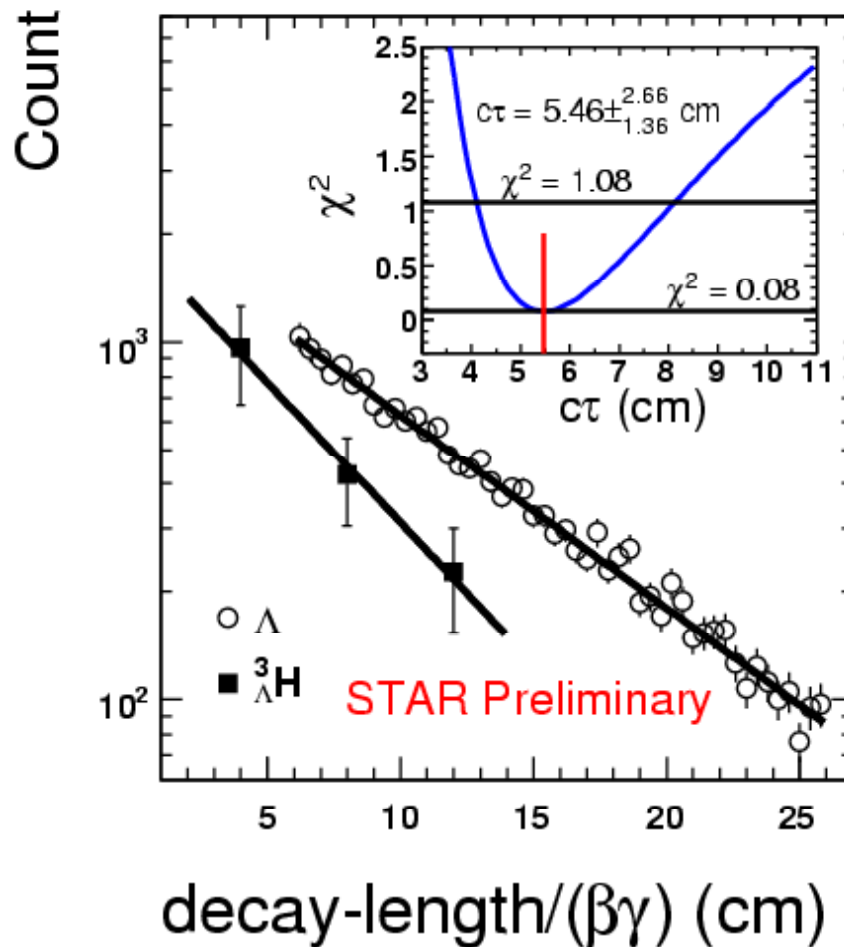 Count
10³
10²
5 10 15 20 25
decay-length/(βγ) (cm)
○ Λ
■ ³ΛH
STAR Preliminary
χ²
2.5
2
1.5
1
0.5
0
cτ = 5.46±²·⁶⁶₁.₃₆ cm
χ² = 1.08
χ² = 0.08
3 4 5 6 7 8 9 10 11
cτ (cm)